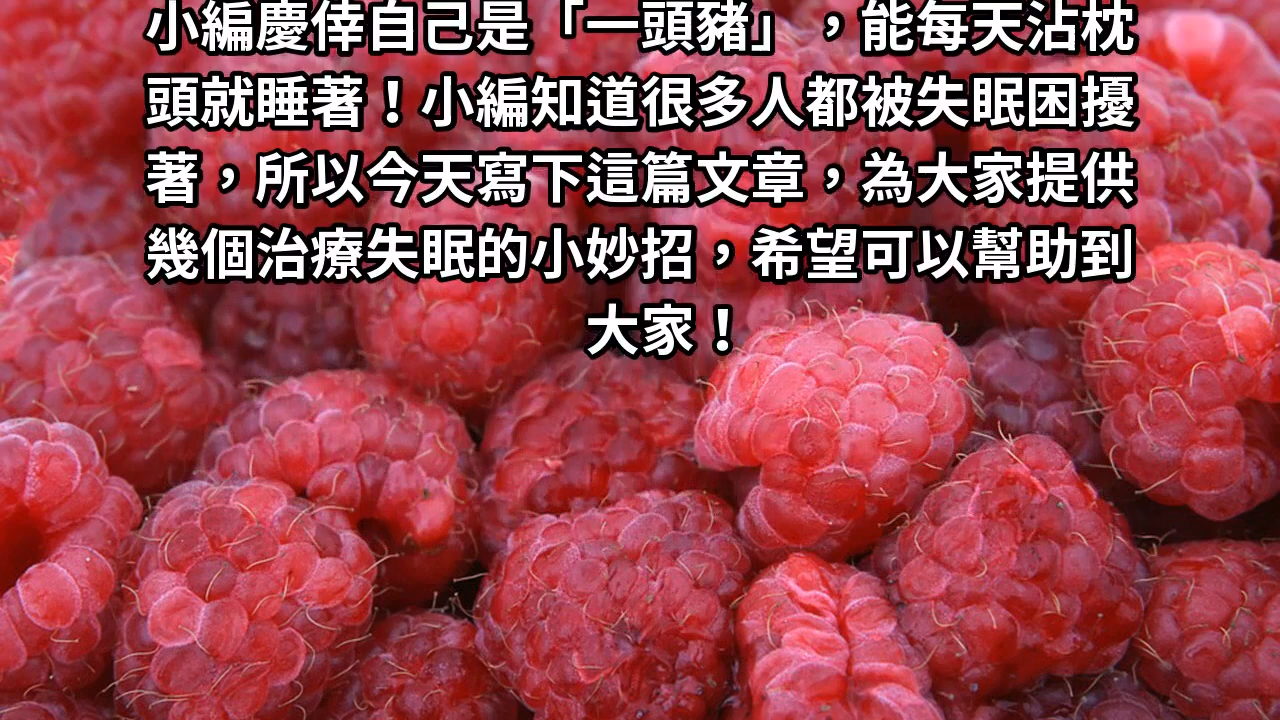 小編慶倖自己是「一頭豬」，能每天沾枕
頭就睡著！小編知道很多人都被失眠困擾
著，所以今天寫下這篇文章，為大家提供
幾個治療失眠的小妙招，希望可以幫助到
大家！